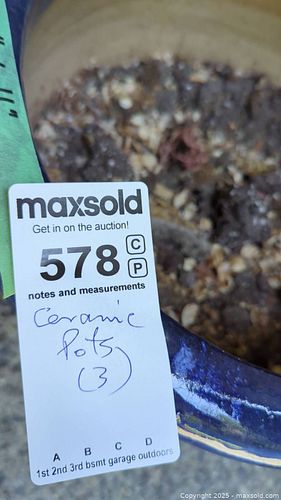 maxsold
Get in on the auction!
578 C
P
notes and measurements
Ceramic
Pots
(3)
A B C D
1st 2nd 3rd bsmt garage outdoors
Copyright 2025 - maxsold.com